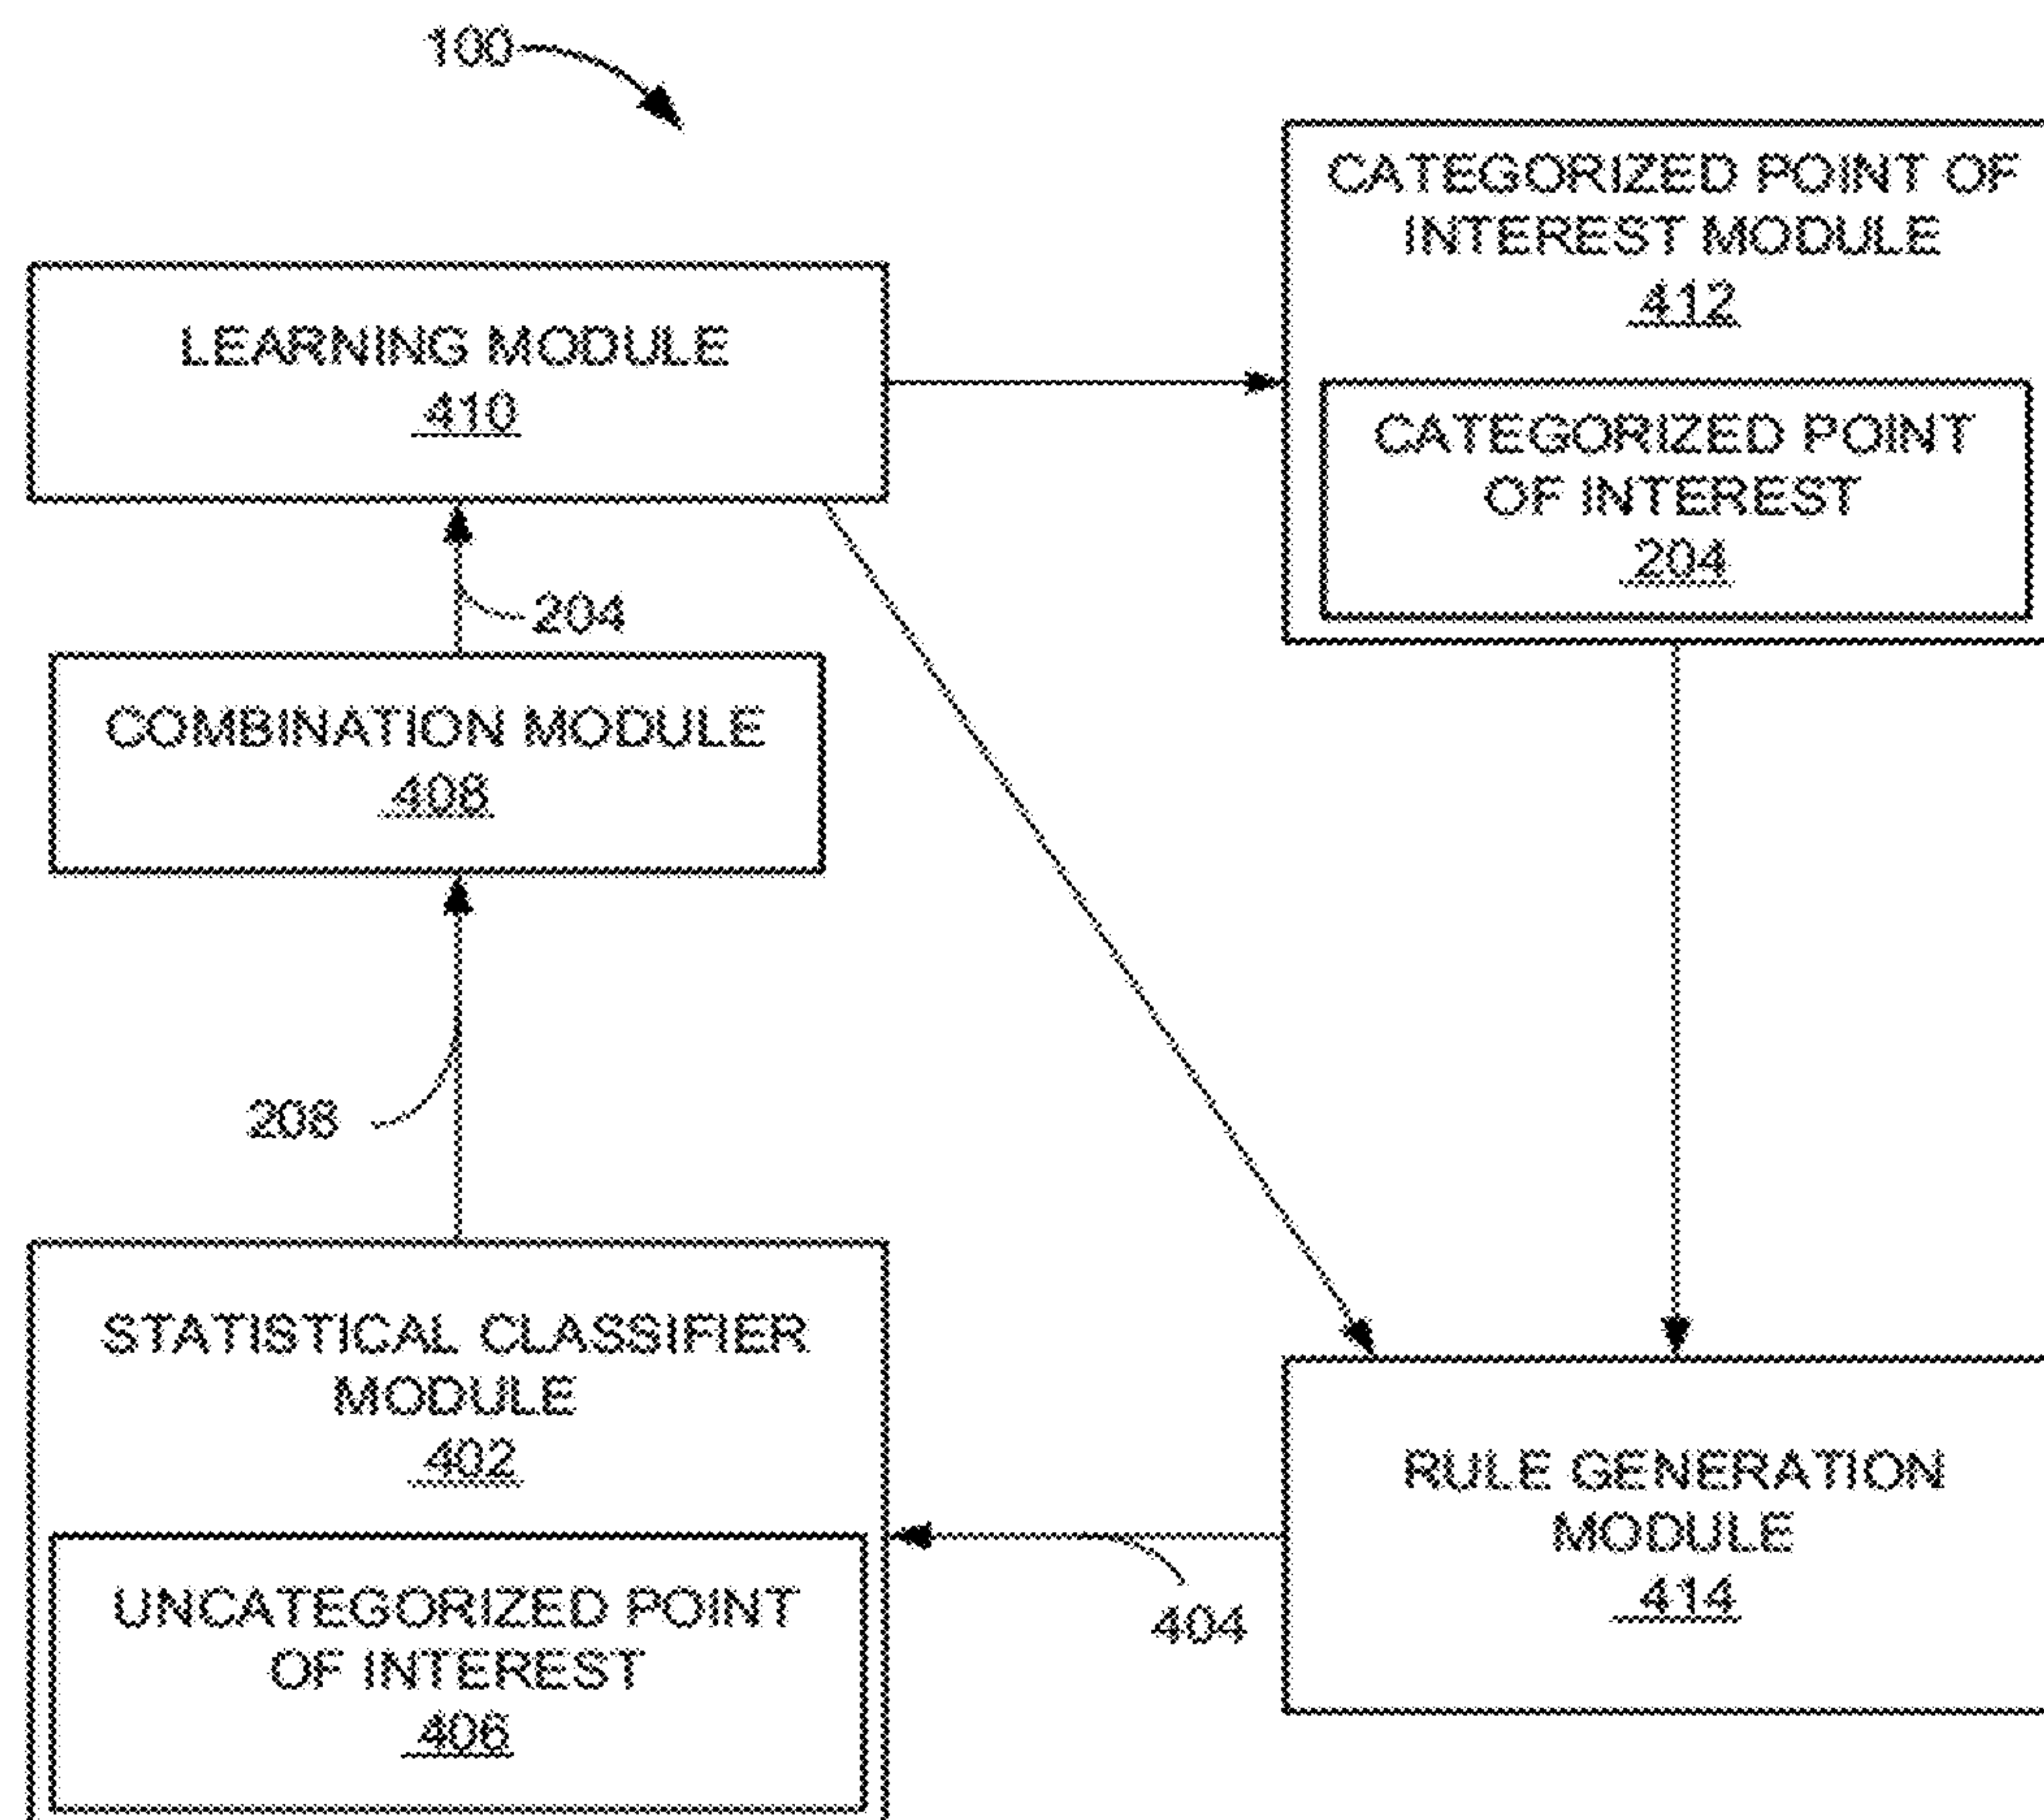 100
CATEGORIZED POINT OF
INTEREST MODULE
412
CATEGORIZED POINT
OF INTEREST
204
LEARNING MODULE
410
204
COMBINATION MODULE
408
208
STATISTICAL CLASSIFIER
MODULE
402
UNCATEGORIZED POINT
OF INTEREST
406
404
RULE GENERATION
MODULE
414